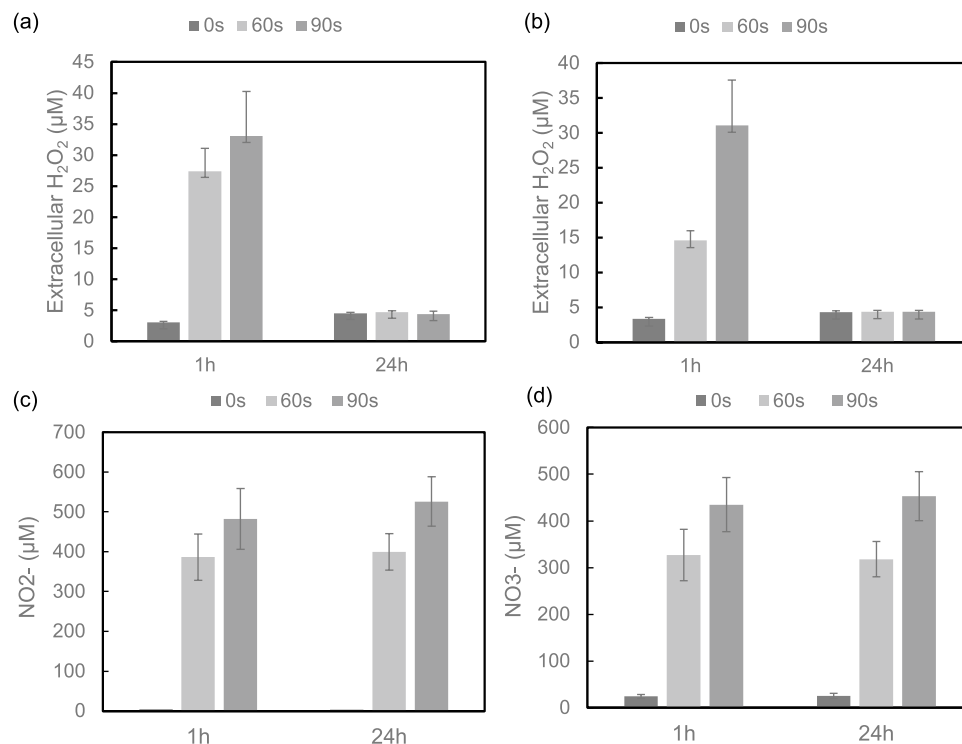 (a)
0s 60s 90s
Extracellular H₂O₂ (µM)
45
40
35
30
25
20
15
10
5
0
1h 24h
(b)
0s 60s 90s
Extracellular H₂O₂ (µM)
40
35
30
25
20
15
10
5
0
1h 24h
(c)
0s 60s 90s
NO2- (µM)
700
600
500
400
300
200
100
0
1h 24h
(d)
0s 60s 90s
NO3- (µM)
600
500
400
300
200
100
0
1h 24h